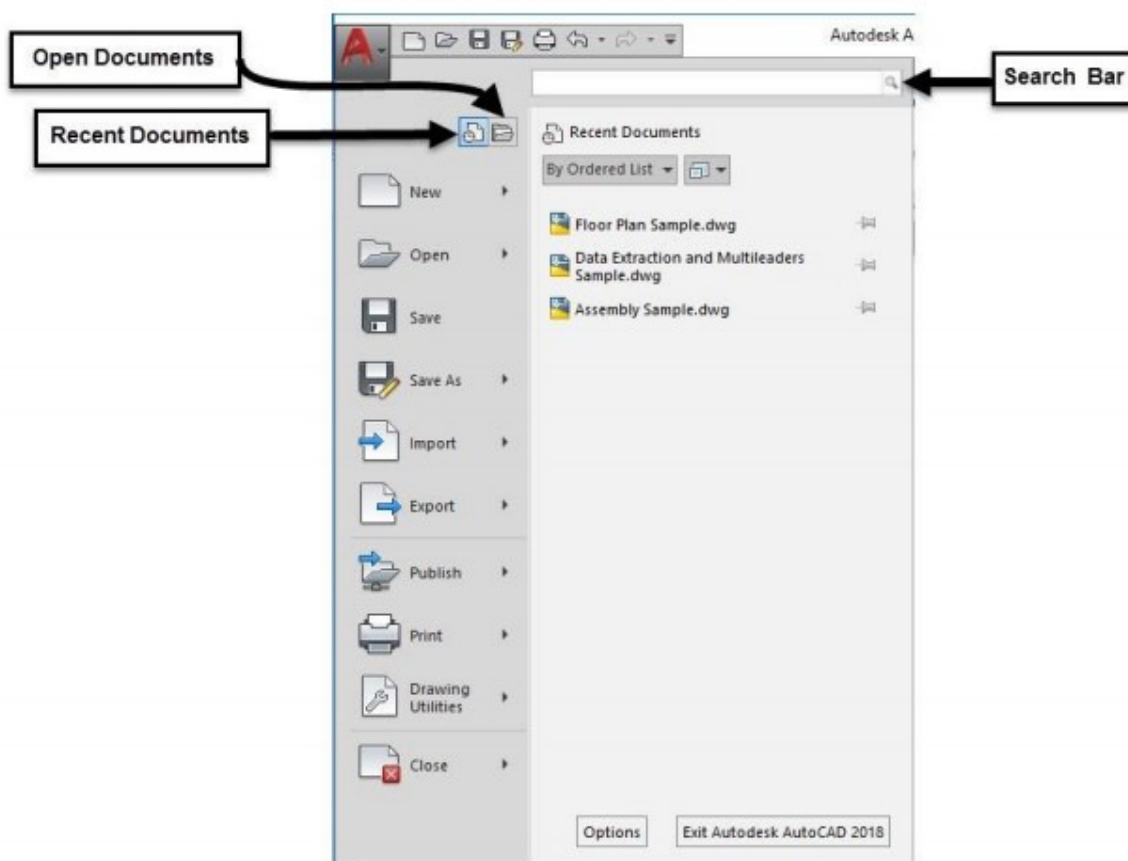 Autodesk A
Open Documents
Search Bar
Recent Documents
Recent Documents
By Ordered List
New
Floor Plan Sample.dwg
Open
Data Extraction and Multileaders
Sample.dwg
Save
Assembly Sample.dwg
Save As
Import
Export
Publish
Print
Drawing
Utilities
Close
Options
Exit Autodesk AutoCAD 2018